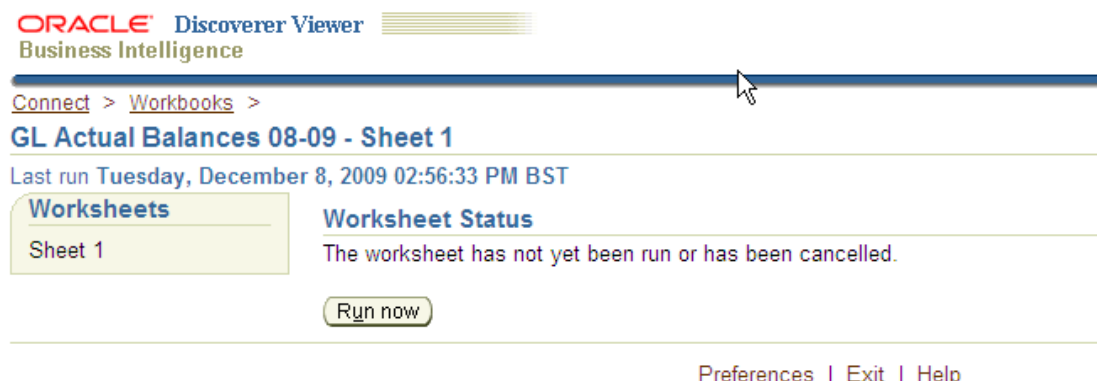 ORACLE Discoverer Viewer
Business Intelligence
Connect > Workbooks >
GL Actual Balances 08-09 - Sheet 1
Last run Tuesday, December 8, 2009 02:56:33 PM BST
Worksheets
Sheet 1
Worksheet Status
The worksheet has not yet been run or has been cancelled.
Run now
Preferences | Exit | Help